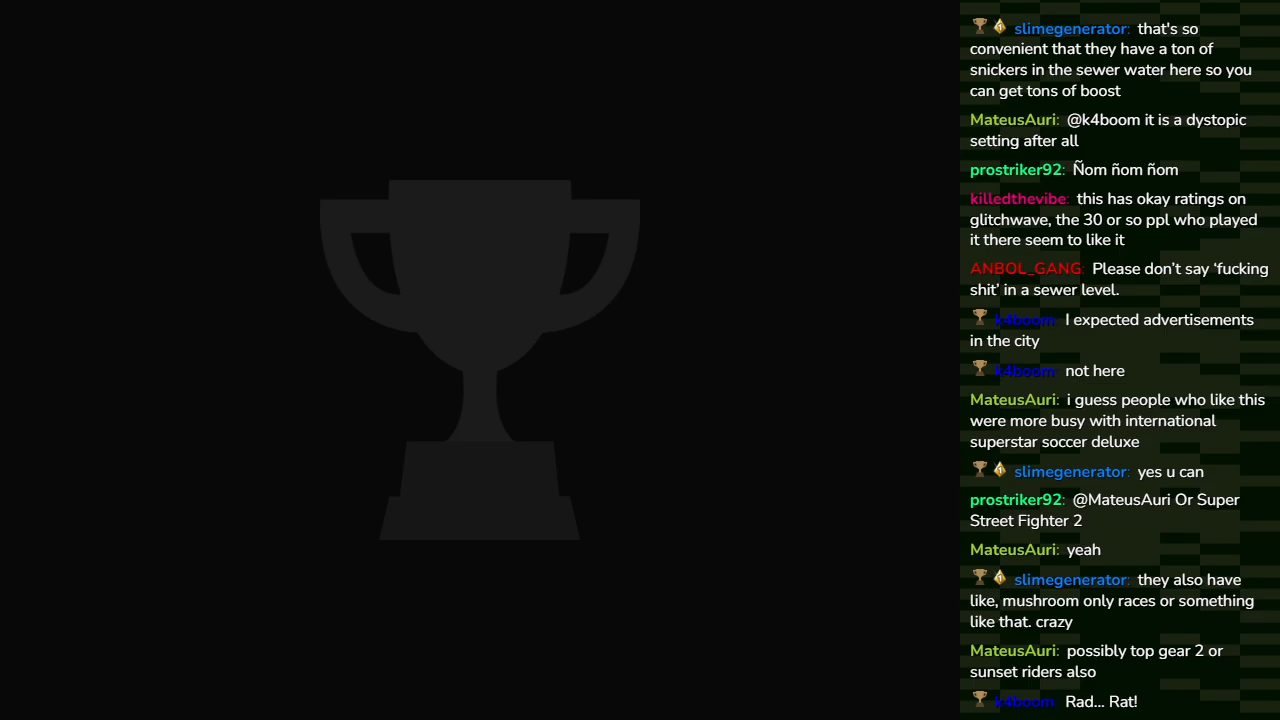 slimegenerator: that's so
convenient that they have a ton of
snickers in the sewer water here so you
can get tons of boost
MateusAuri: @k4boom it is a dystopic
setting after all
prostriker92: Ñom ñom ñom
killedthevibe: this has okay ratings on
glitchwave, the 30 or so ppl who played
it there seem to like it
ANBOL_GANG: Please don’t say ‘fucking
shit’ in a sewer level.
k4boom: I expected advertisements
in the city
k4boom: not here
MateusAuri: i guess people who like this
were more busy with international
superstar soccer deluxe
slimegenerator: yes u can
prostriker92: @MateusAuri Or Super
Street Fighter 2
MateusAuri: yeah
slimegenerator: they also have
like, mushroom only races or something
like that. crazy
MateusAuri: possibly top gear 2 or
sunset riders also
k4boom: Rad... Rat!